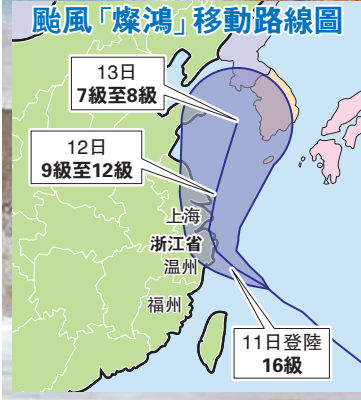 颱風「燦鴻」移動路線圖
13日
7級至8級
12日
9級至12級
上海
浙江省
温州
福州
11日登陸
16級